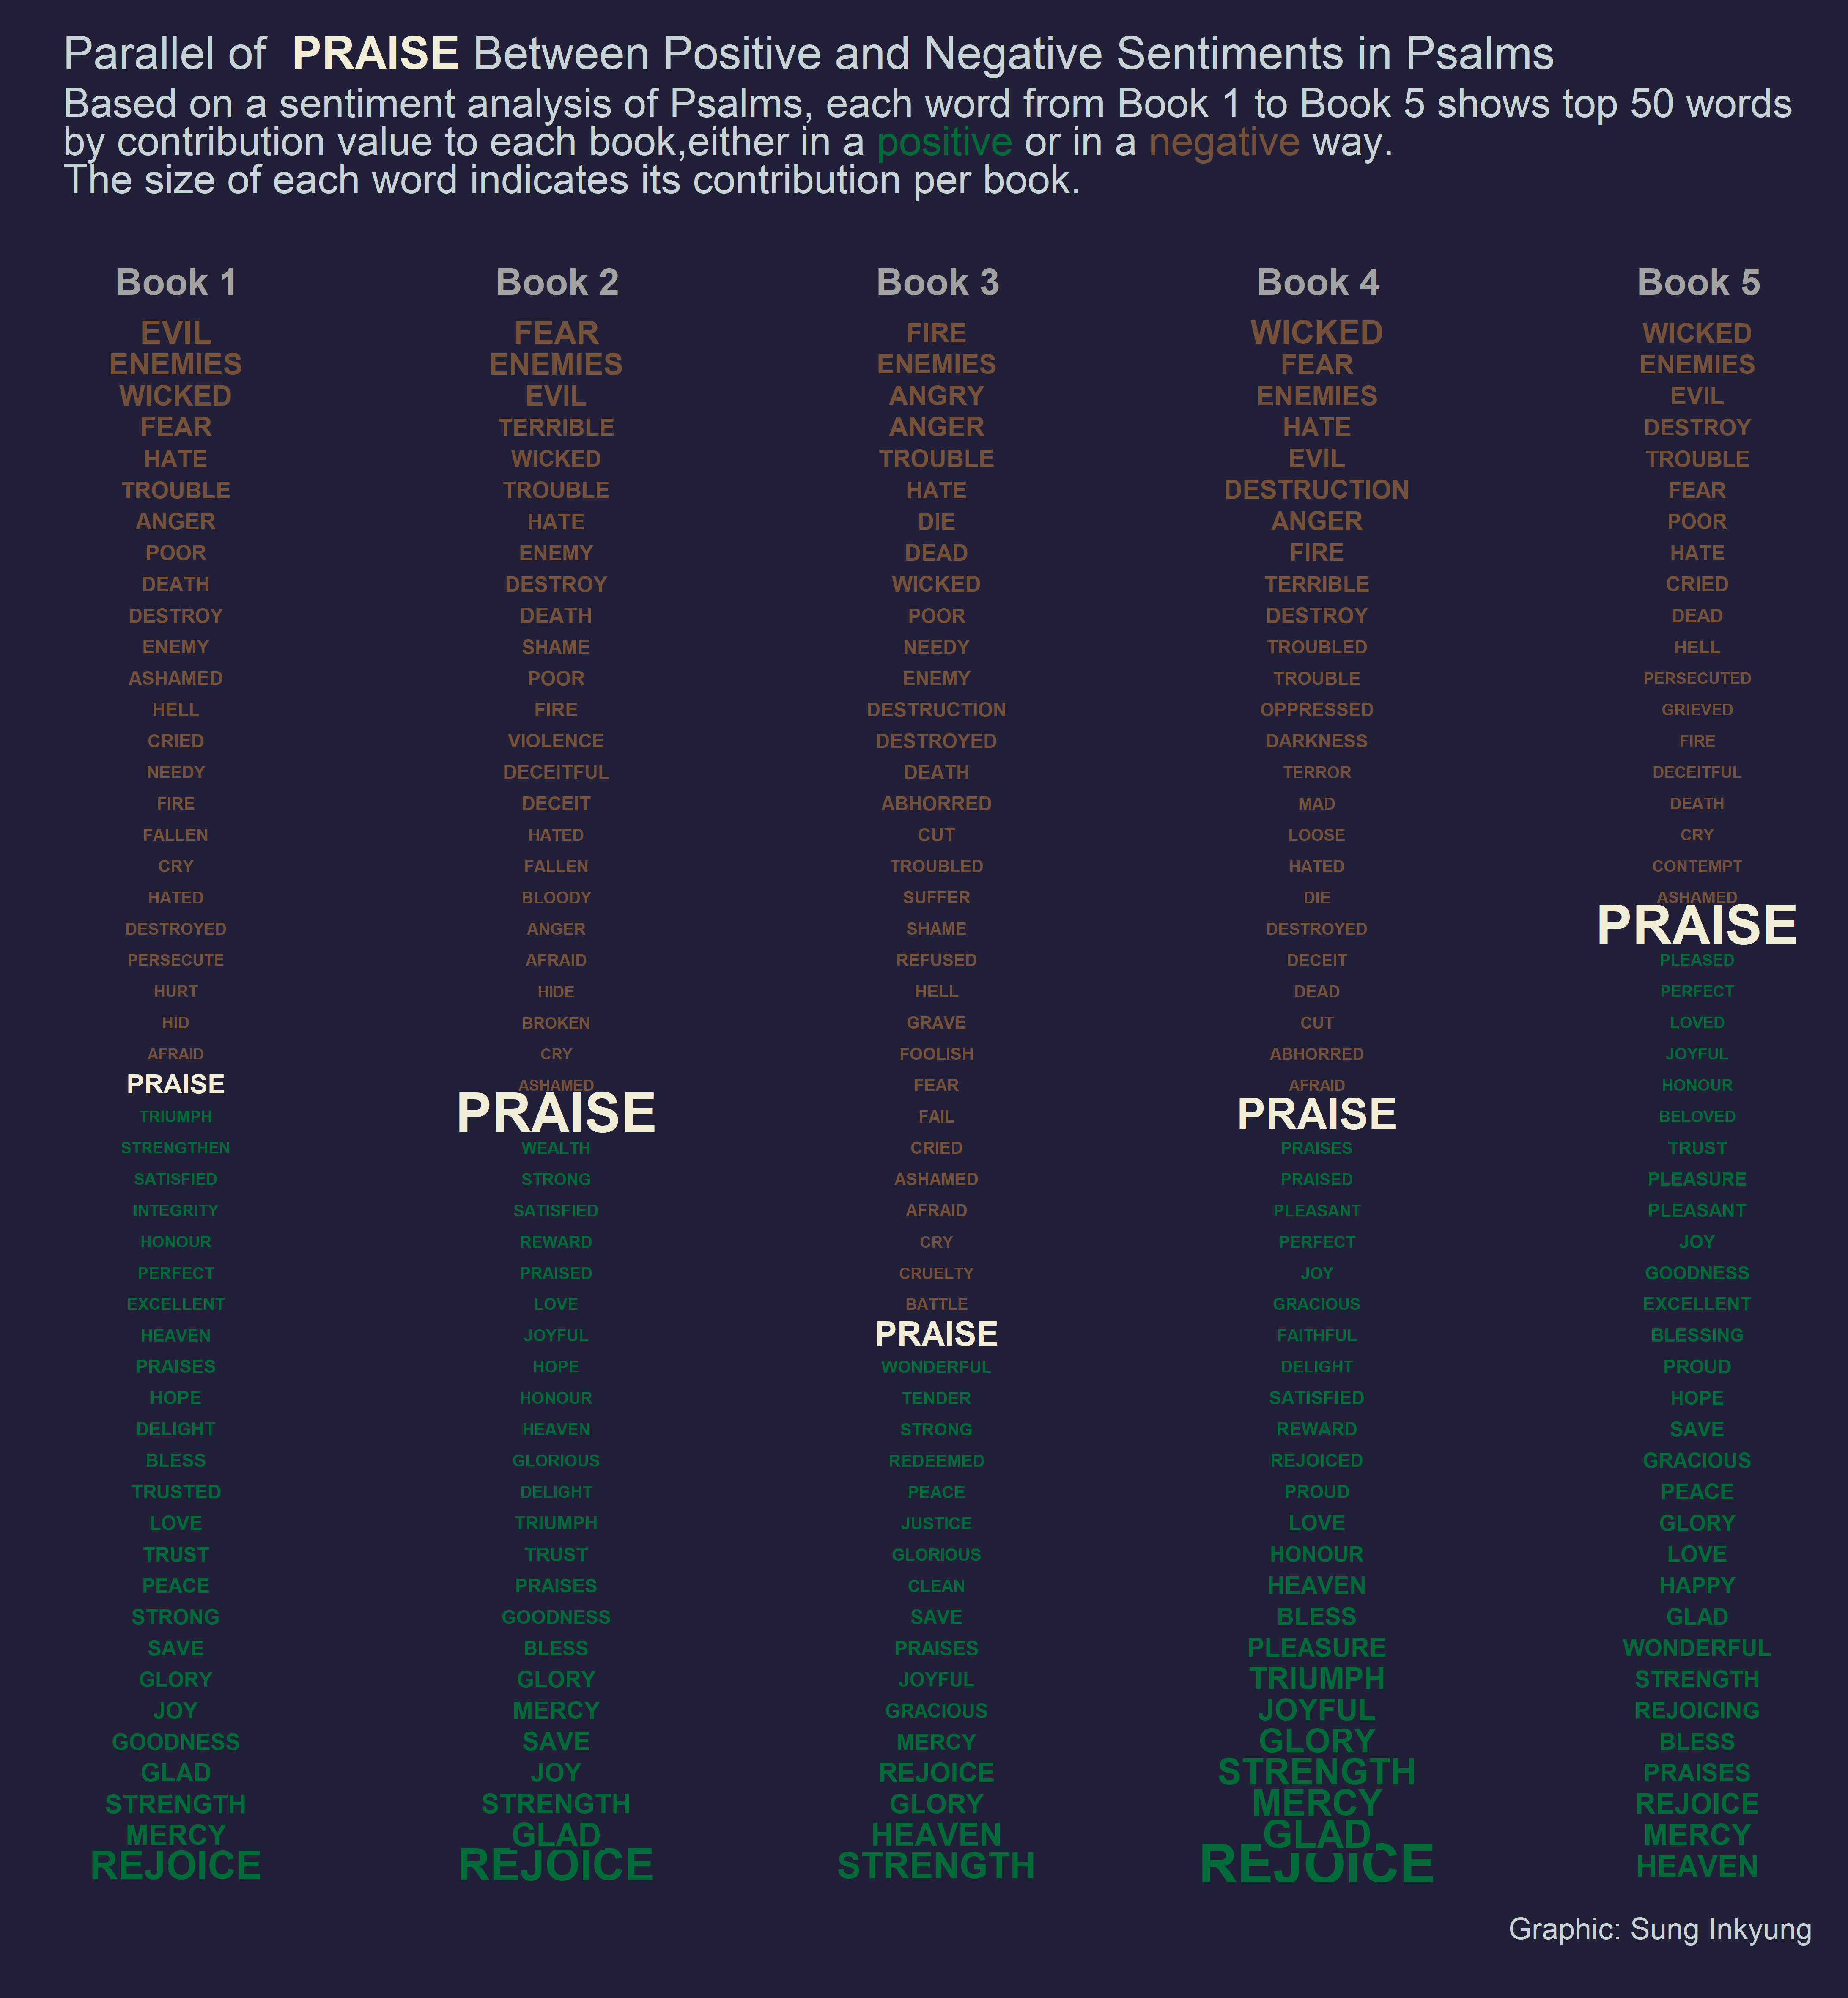 Parallel of  PRAISE Between Positive and Negative Sentiments in Psalms
Based on a sentiment analysis of Psalms, each word from Book 1 to Book 5 shows top 50 words
by contribution value to each book,either in a positive or in a negative way.
The size of each word indicates its contribution per book.
Book 1
EVIL
ENEMIES
WICKED
FEAR
HATE
TROUBLE
ANGER
POOR
DEATH
DESTROY
ENEMY
ASHAMED
HELL
CRIED
NEEDY
FIRE
FALLEN
CRY
HATED
DESTROYED
PERSECUTE
HURT
HID
AFRAID
PRAISE
TRIUMPH
STRENGTHEN
SATISFIED
INTEGRITY
HONOUR
PERFECT
EXCELLENT
HEAVEN
PRAISES
HOPE
DELIGHT
BLESS
TRUSTED
LOVE
TRUST
PEACE
STRONG
SAVE
GLORY
JOY
GOODNESS
GLAD
STRENGTH
MERCY
REJOICE
Book 2
FEAR
ENEMIES
EVIL
TERRIBLE
WICKED
TROUBLE
HATE
ENEMY
DESTROY
DEATH
SHAME
POOR
FIRE
VIOLENCE
DECEITFUL
DECEIT
HATED
FALLEN
BLOODY
ANGER
AFRAID
HIDE
BROKEN
CRY
ASHAMED
PRAISE
WEALTH
STRONG
SATISFIED
REWARD
PRAISED
LOVE
JOYFUL
HOPE
HONOUR
HEAVEN
GLORIOUS
DELIGHT
TRIUMPH
TRUST
PRAISES
GOODNESS
BLESS
GLORY
MERCY
SAVE
JOY
STRENGTH
GLAD
REJOICE
Book 3
FIRE
ENEMIES
ANGRY
ANGER
TROUBLE
HATE
DIE
DEAD
WICKED
POOR
NEEDY
ENEMY
DESTRUCTION
DESTROYED
DEATH
ABHORRED
CUT
TROUBLED
SUFFER
SHAME
REFUSED
HELL
GRAVE
FOOLISH
FEAR
FAIL
CRIED
ASHAMED
AFRAID
CRY
CRUELTY
BATTLE
PRAISE
WONDERFUL
TENDER
STRONG
REDEEMED
PEACE
JUSTICE
GLORIOUS
CLEAN
SAVE
PRAISES
JOYFUL
GRACIOUS
MERCY
REJOICE
GLORY
HEAVEN
STRENGTH
Book 4
WICKED
FEAR
ENEMIES
HATE
EVIL
DESTRUCTION
ANGER
FIRE
TERRIBLE
DESTROY
TROUBLED
TROUBLE
OPPRESSED
DARKNESS
TERROR
MAD
LOOSE
HATED
DIE
DESTROYED
DECEIT
DEAD
CUT
ABHORRED
AFRAID
PRAISE
PRAISES
PRAISED
PLEASANT
PERFECT
JOY
GRACIOUS
FAITHFUL
DELIGHT
SATISFIED
REWARD
REJOICED
PROUD
LOVE
HONOUR
HEAVEN
BLESS
PLEASURE
TRIUMPH
JOYFUL
GLORY
STRENGTH
MERCY
GLAD
REJOICE
Book 5
WICKED
ENEMIES
EVIL
DESTROY
TROUBLE
FEAR
POOR
HATE
CRIED
DEAD
HELL
PERSECUTED
GRIEVED
FIRE
DECEITFUL
DEATH
CRY
CONTEMPT
ASHAMED
PRAISE
PLEASED
PERFECT
LOVED
JOYFUL
HONOUR
BELOVED
TRUST
PLEASURE
PLEASANT
JOY
GOODNESS
EXCELLENT
BLESSING
PROUD
HOPE
SAVE
GRACIOUS
PEACE
GLORY
LOVE
HAPPY
GLAD
WONDERFUL
STRENGTH
REJOICING
BLESS
PRAISES
REJOICE
MERCY
HEAVEN
Graphic: Sung Inkyung